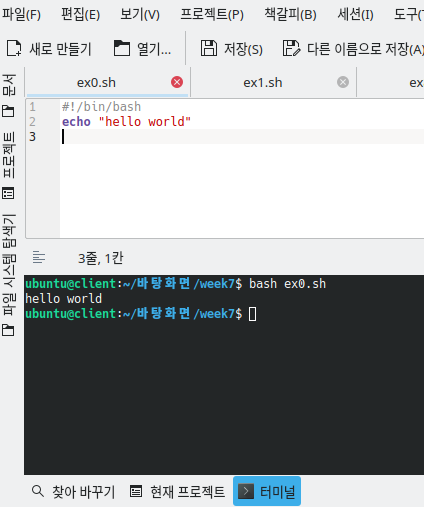 파일(F) 편집(E) 보기(V) 프로젝트(P) 책갈피(B) 세션(I) 도구(T
새로 만들기 열기... 저장(S) 다른 이름으로 저장(A)
ex0.sh ex1.sh ex
문서
프로젝트
파일 시스템 탐색기
1 #!/bin/bash
2 echo "hello world"
3
3줄, 1칸
ubuntu@client:~/바탕화면/week7$ bash ex0.sh
hello world
ubuntu@client:~/바탕화면/week7$
찾아 바꾸기 현재 프로젝트 터미널